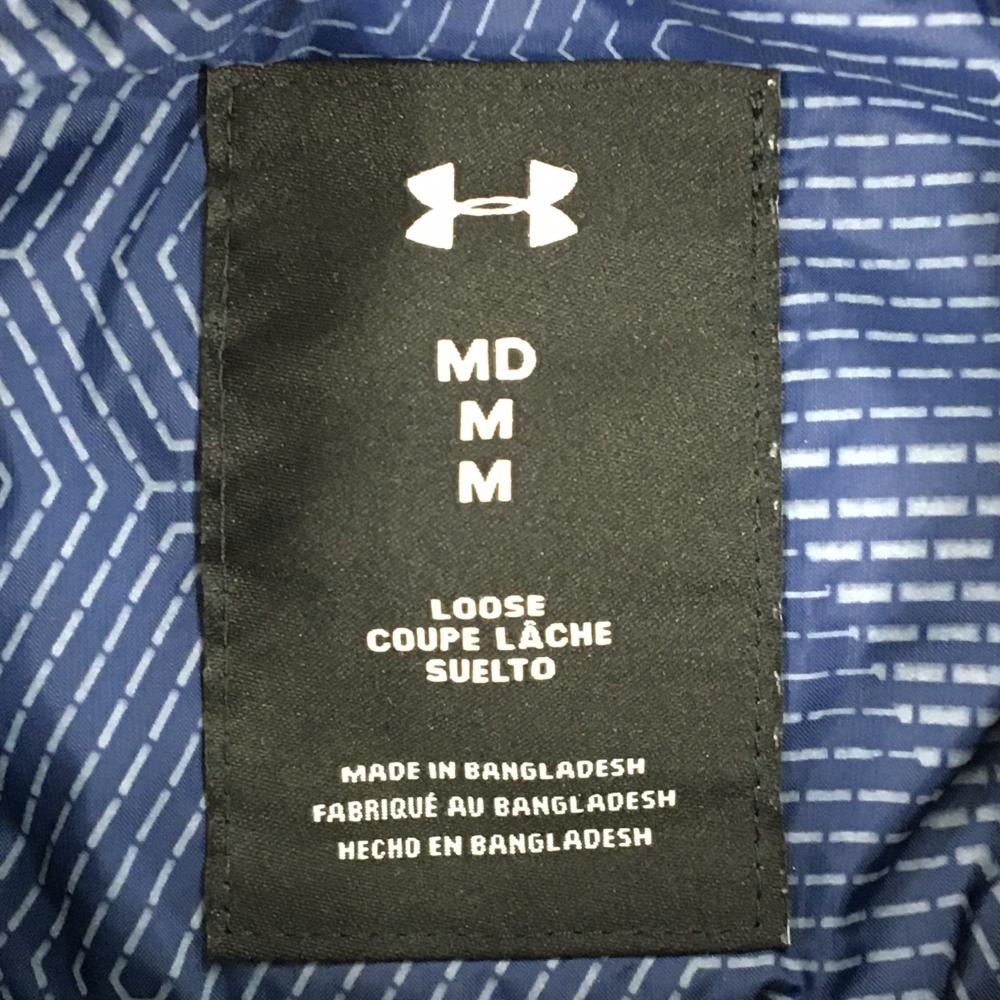 MD
M
M
LOOSE
COUPE LÂCHE
SUELTO
MADE IN BANGLADESH
FABRIQUÉ AU BANGLADESH
HECHO EN BANGLADESH